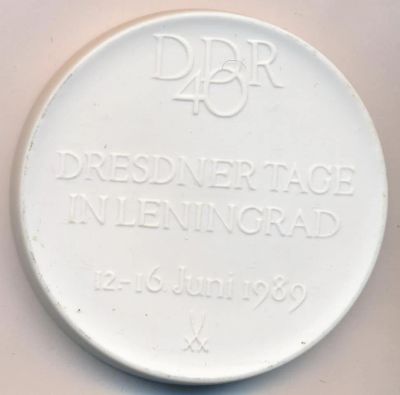 DDR
40
DRESDNER TAGE
IN LENINGRAD
12.-16. Juni 1989